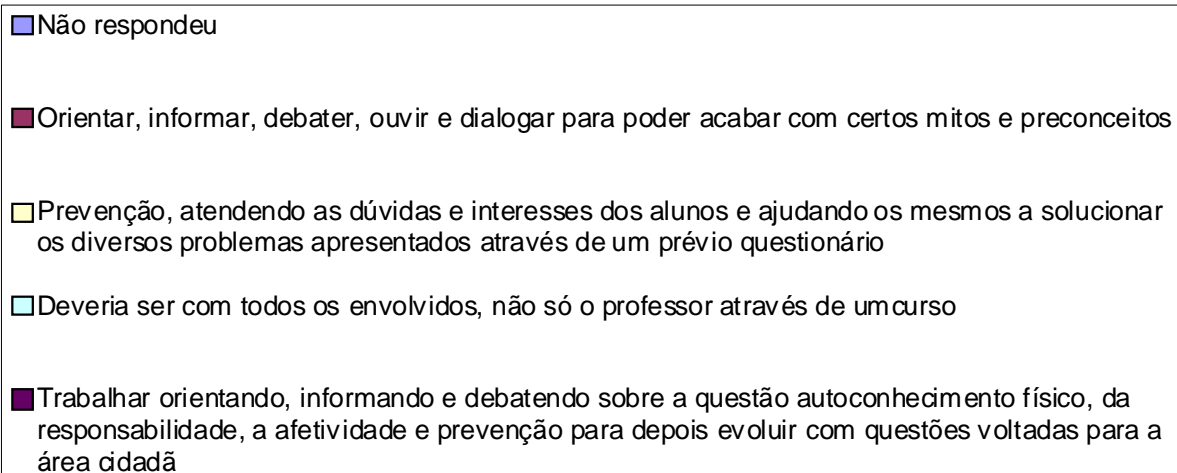 Não respondeu
Orientar, informar, debater, ouvir e dialogar para poder acabar com certos mitos e preconceitos
Prevenção, atendendo as dúvidas e interesses dos alunos e ajudando os mesmos a solucionar
os diversos problemas apresentados através de um prévio questionário
Deveria ser com todos os envolvidos, não só o professor através de um curso
Trabalhar orientando, informando e debatendo sobre a questão autoconhecimento físico, da
responsabilidade, a afetividade e prevenção para depois evoluir com questões voltadas para a
área cidadã